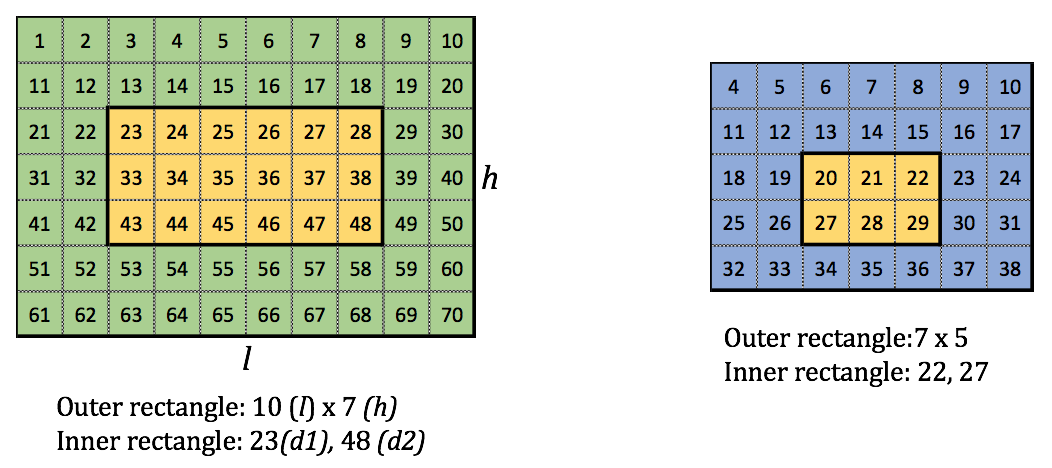 1 2 3 4 5 6 7 8 9 10
11 12 13 14 15 16 17 18 19 20
21 22 23 24 25 26 27 28 29 30
31 32 33 34 35 36 37 38 39 40 h
41 42 43 44 45 46 47 48 49 50
51 52 53 54 55 56 57 58 59 60
61 62 63 64 65 66 67 68 69 70
l
Outer rectangle: 10 (l) x 7 (h)
Inner rectangle: 23(d1), 48 (d2)
4 5 6 7 8 9 10
11 12 13 14 15 16 17
18 19 20 21 22 23 24
25 26 27 28 29 30 31
32 33 34 35 36 37 38
Outer rectangle:7 x 5
Inner rectangle: 22, 27